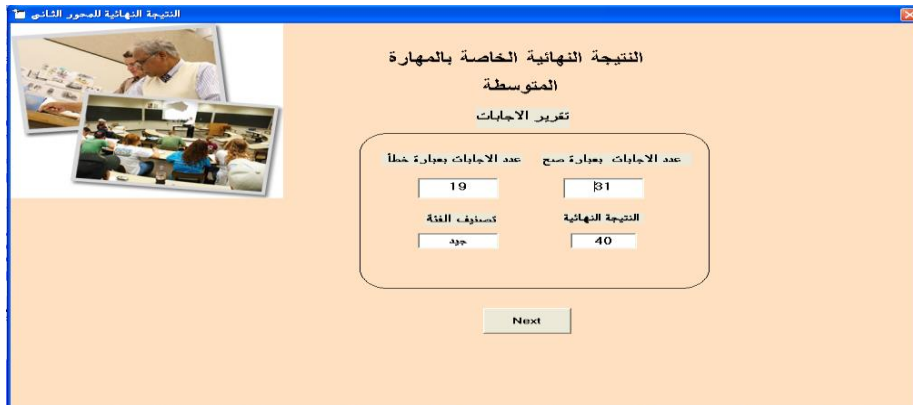 النتيجة النهائية للمحور الثاني
النتيجة النهائية الخاصة بالمهارة
المتوسطة
تقرير الاجابات
عدد الاجابات بعبارة صح
عدد الاجابات بعبارة خطأ
31
19
النتيجة النهائية
تصنيف الفئة
40
جيد
Next